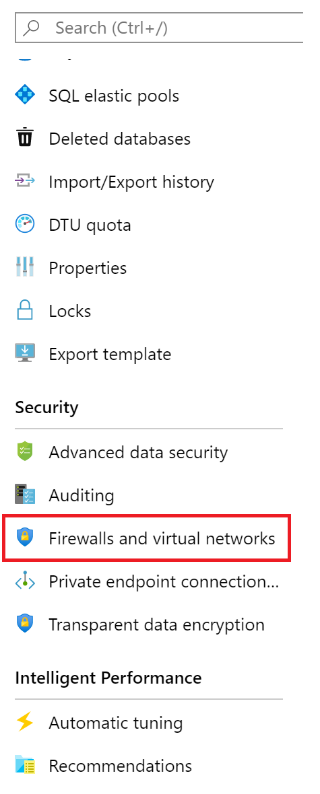 Search (Ctrl+/)
SQL elastic pools
Deleted databases
Import/Export history
DTU quota
Properties
Locks
Export template
Security
Advanced data security
Auditing
Firewalls and virtual networks
Private endpoint connection...
Transparent data encryption
Intelligent Performance
Automatic tuning
Recommendations